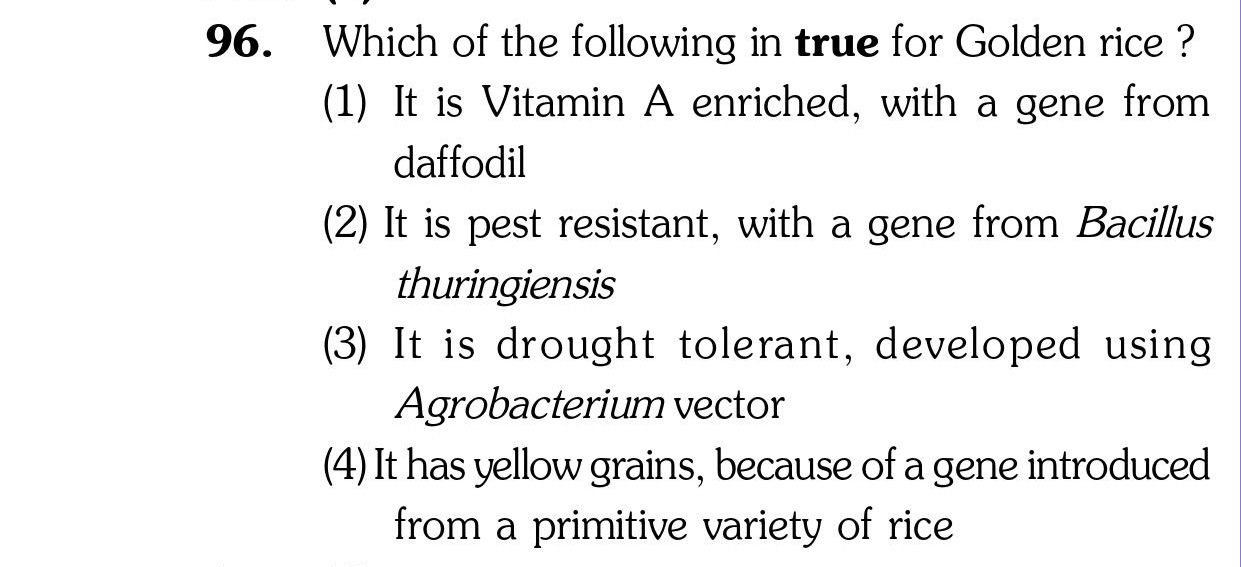 96. Which of the following in true for Golden rice ?
(1) It is Vitamin A enriched, with a gene from
daffodil
(2) It is pest resistant, with a gene from Bacillus
thuringiensis
(3) It is drought tolerant, developed using
Agrobacterium vector
(4) It has yellow grains, because of a gene introduced
from a primitive variety of rice